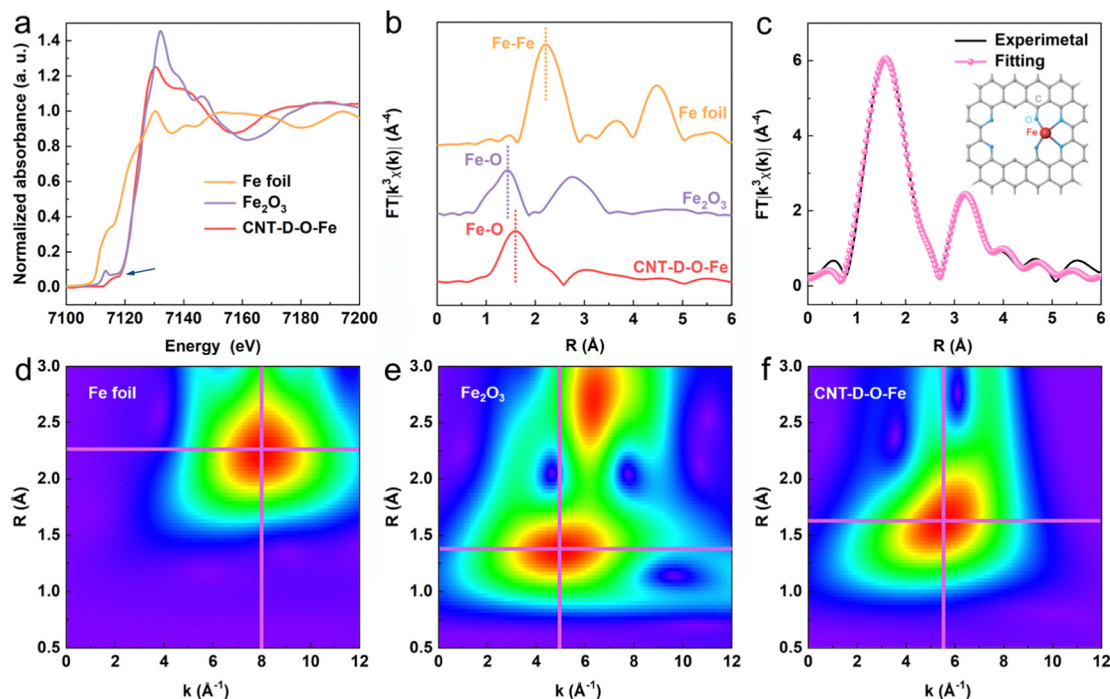 a
Normalized absorbance (a. u.)
1.4
1.2
1.0
0.8
0.6
0.4
0.2
0.0
Fe foil
Fe₂O₃
CNT-D-O-Fe
7100 7120 7140 7160 7180 7200
Energy (eV)
b
FT|k³χ(k)| (Å⁻⁴)
Fe-Fe
Fe foil
Fe-O
Fe₂O₃
Fe-O
CNT-D-O-Fe
0 1 2 3 4 5 6
R (Å)
c
FT|k³χ(k)| (Å⁻⁴)
6
4
2
0
Experimetal
Fitting
C
O
Fe
0 1 2 3 4 5 6
R (Å)
d
Fe foil
R (Å)
3.0
2.5
2.0
1.5
1.0
0.5
0 2 4 6 8 10 12
k (Å⁻¹)
e
Fe₂O₃
R (Å)
3.0
2.5
2.0
1.5
1.0
0.5
0 2 4 6 8 10 12
k (Å⁻¹)
f
CNT-D-O-Fe
R (Å)
3.0
2.5
2.0
1.5
1.0
0.5
0 2 4 6 8 10 12
k (Å⁻¹)